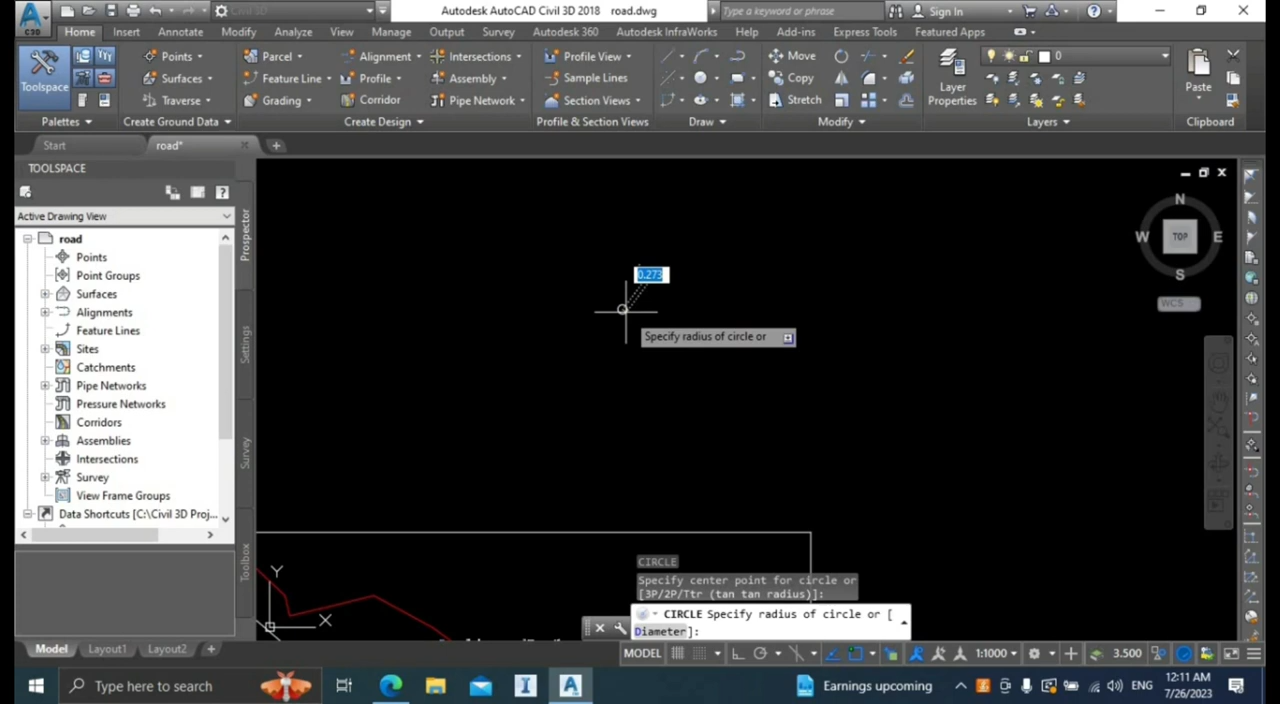 Civil 3D
Autodesk AutoCAD Civil 3D 2018 road.dwg
Type a keyword or phrase
Sign In
C3D
Home Insert Annotate Modify Analyze View Manage Output Survey Autodesk 360 Autodesk InfraWorks Help Add-ins Express Tools Featured Apps
Toolspace
Points
Surfaces
Traverse
Parcel
Feature Line
Grading
Alignment
Profile
Corridor
Intersections
Assembly
Pipe Network
Profile View
Sample Lines
Section Views
Move
Copy
Stretch
Layer
Properties
0
Paste
Palettes Create Ground Data Create Design Profile & Section Views Draw Modify Layers Clipboard
Start road*
TOOLSPACE
Active Drawing View
road
Points
Point Groups
Surfaces
Alignments
Feature Lines
Sites
Catchments
Pipe Networks
Pressure Networks
Corridors
Assemblies
Intersections
Survey
View Frame Groups
Data Shortcuts [C:\Civil 3D Proj...
Prospector
Settings
Survey
Toolbox
0.273
Specify radius of circle or
N
W TOP E
S
WCS
Y
X
CIRCLE
Specify center point for circle or
[3P/2P/Ttr (tan tan radius)]:
CIRCLE Specify radius of circle or [
Diameter]:
Model Layout1 Layout2
MODEL 1:1000 3.500
Type here to search
Earnings upcoming
ENG
12:11 AM
7/26/2023